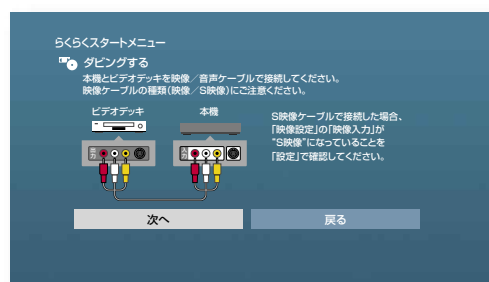 らくらくスタートメニュー
ダビングする
本機とビデオデッキを映像／音声ケーブルで接続してください。
映像ケーブルの種類（映像／S映像）にご注意ください。
ビデオデッキ
本機
出力
入力
S映像ケーブルで接続した場合、
「映像設定」の「映像入力」が
“S映像”になっていることを
「設定」で確認してください。
次へ
戻る